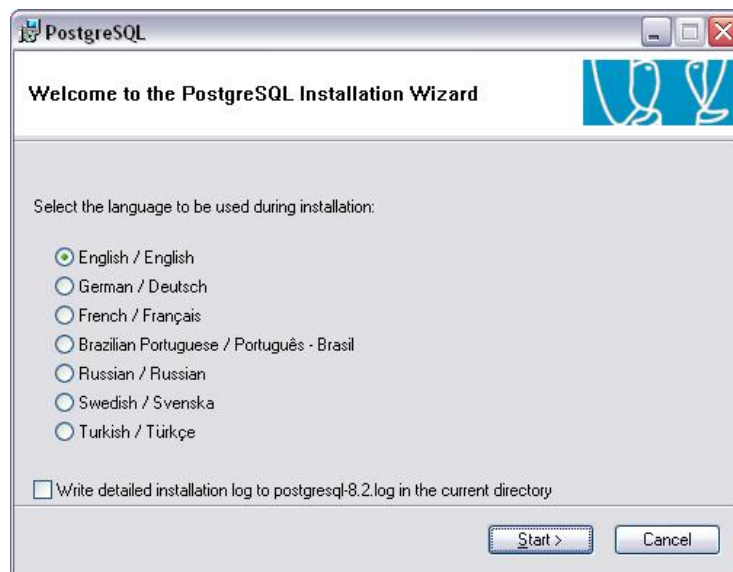 PostgreSQL
Welcome to the PostgreSQL Installation Wizard
Select the language to be used during installation:
English / English
German / Deutsch
French / Français
Brazilian Portuguese / Português - Brasil
Russian / Russian
Swedish / Svenska
Turkish / Türkçe
Write detailed installation log to postgresql-8.2.log in the current directory
Start > Cancel